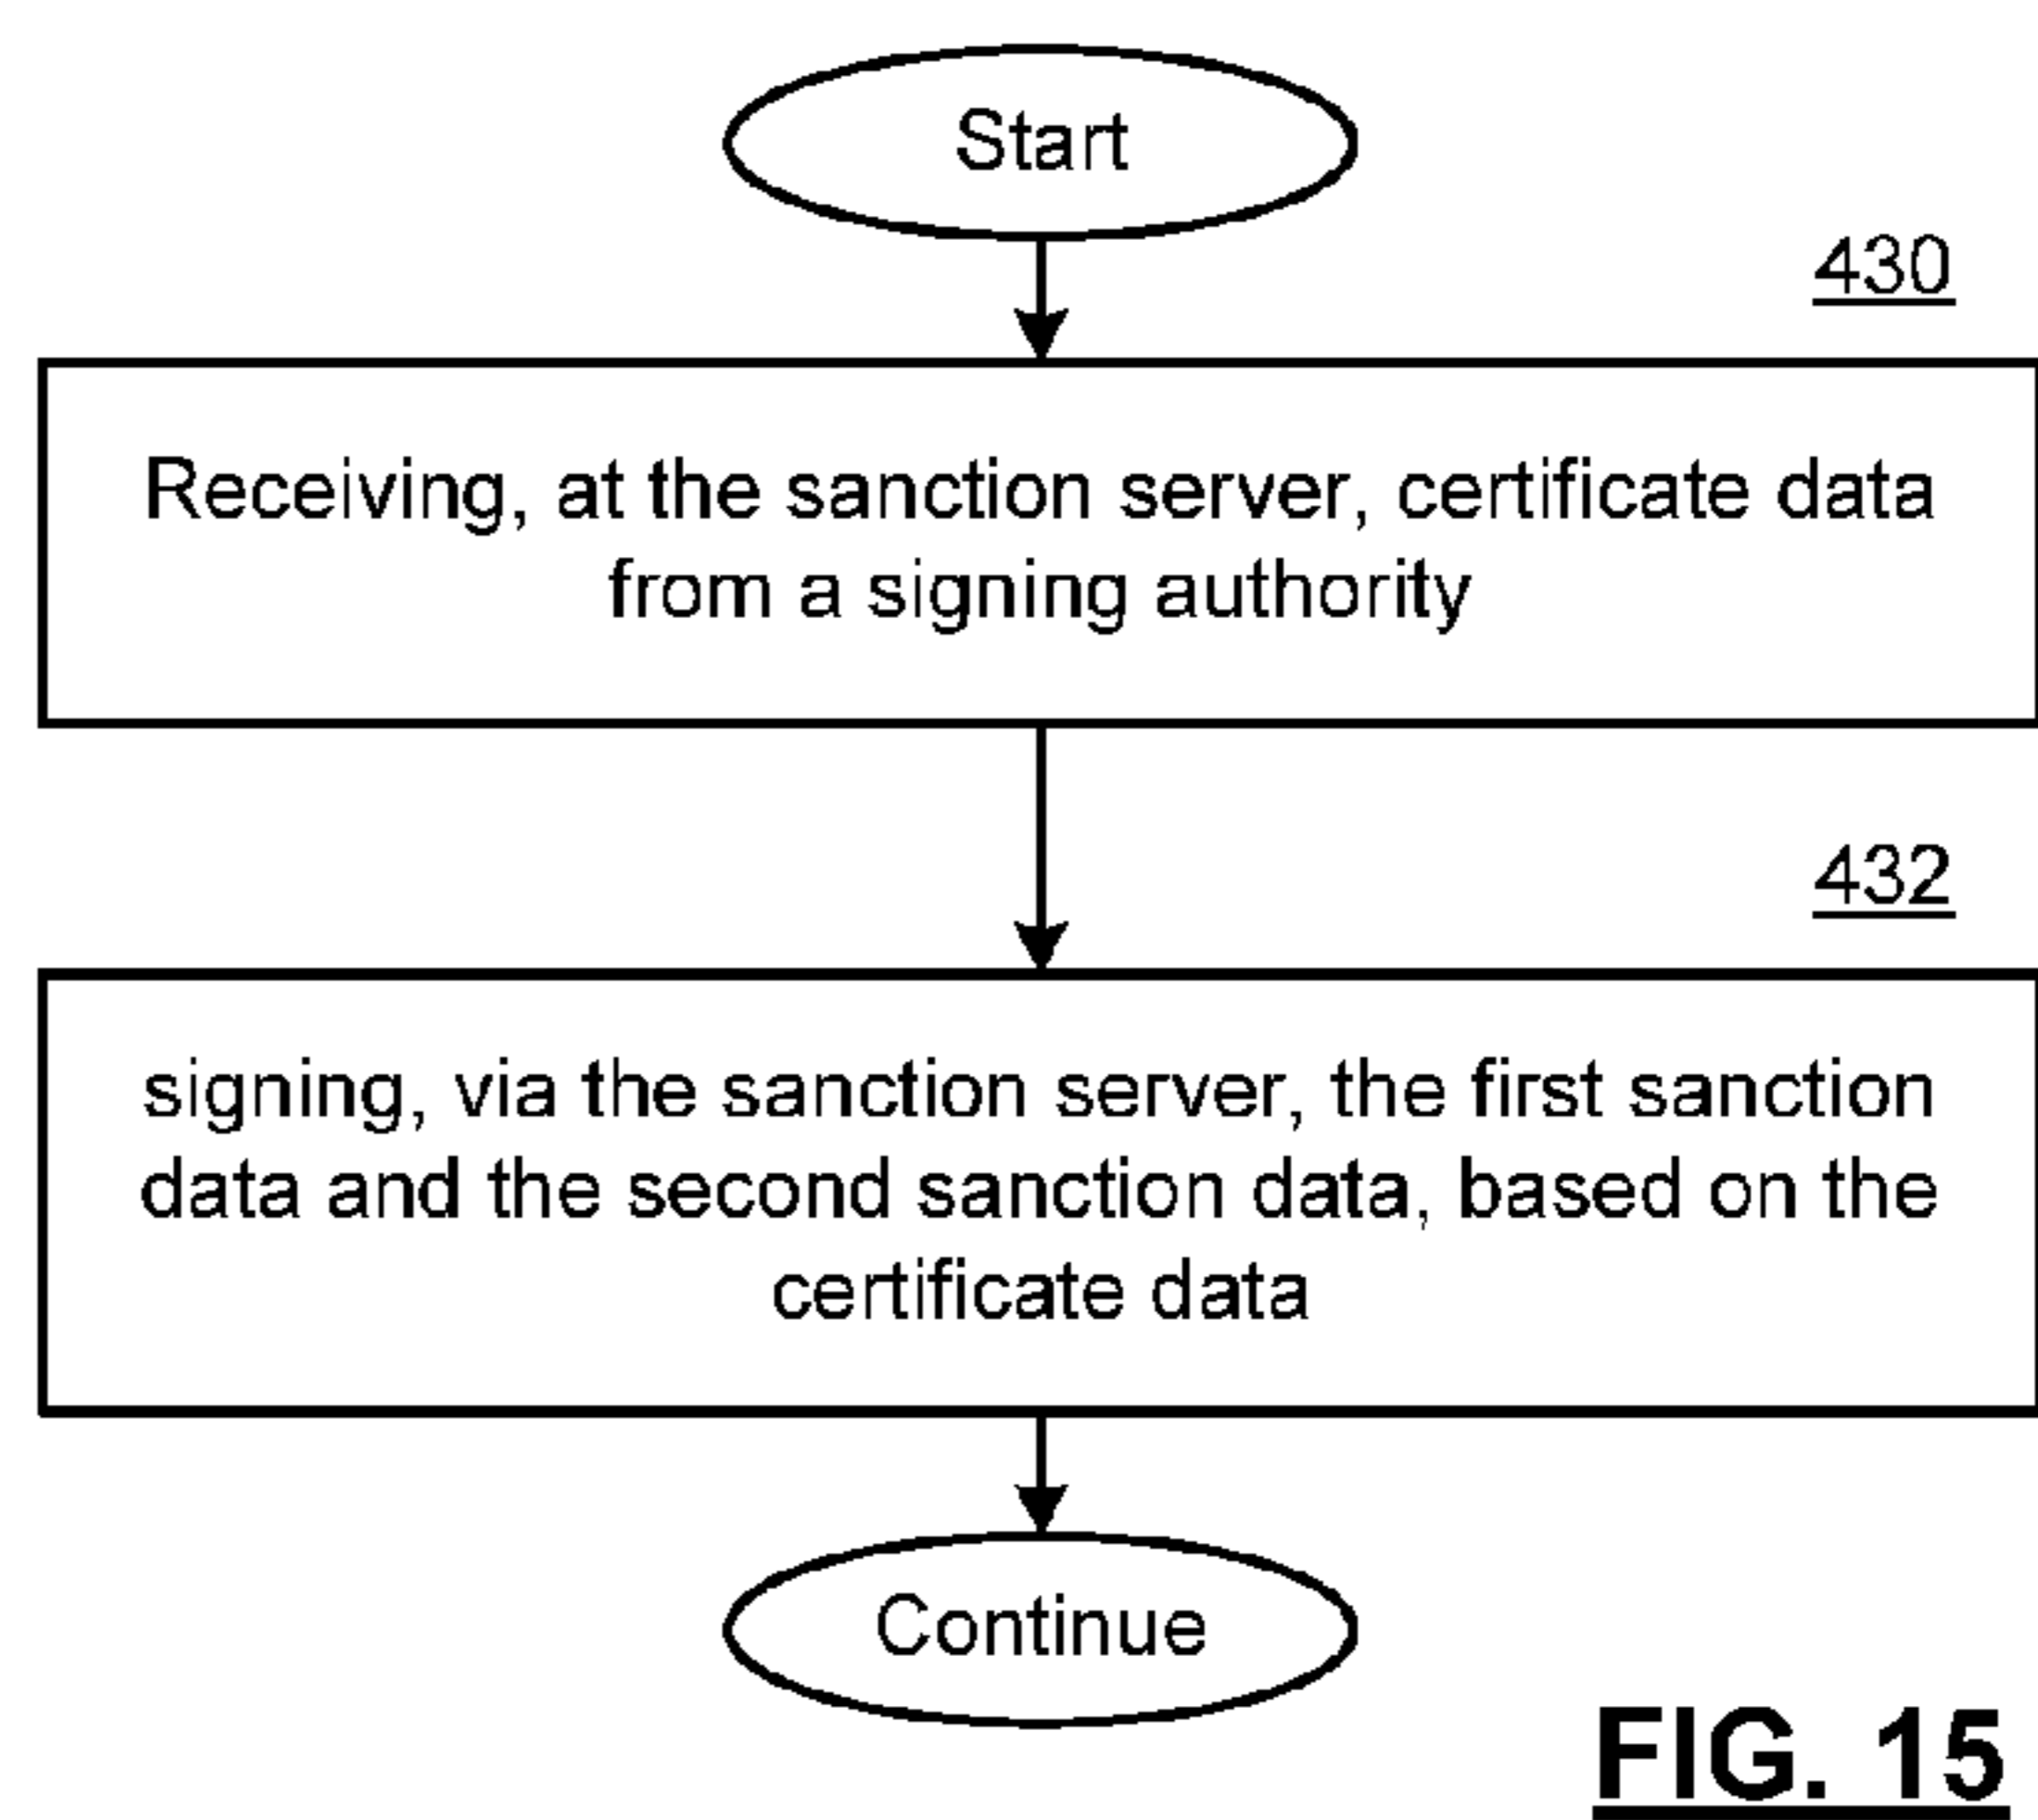 Start
430
Receiving, at the sanction server, certificate data
from a signing authority
432
signing, via the sanction server, the first sanction
data and the second sanction data, based on the
certificate data
Continue
FIG. 15